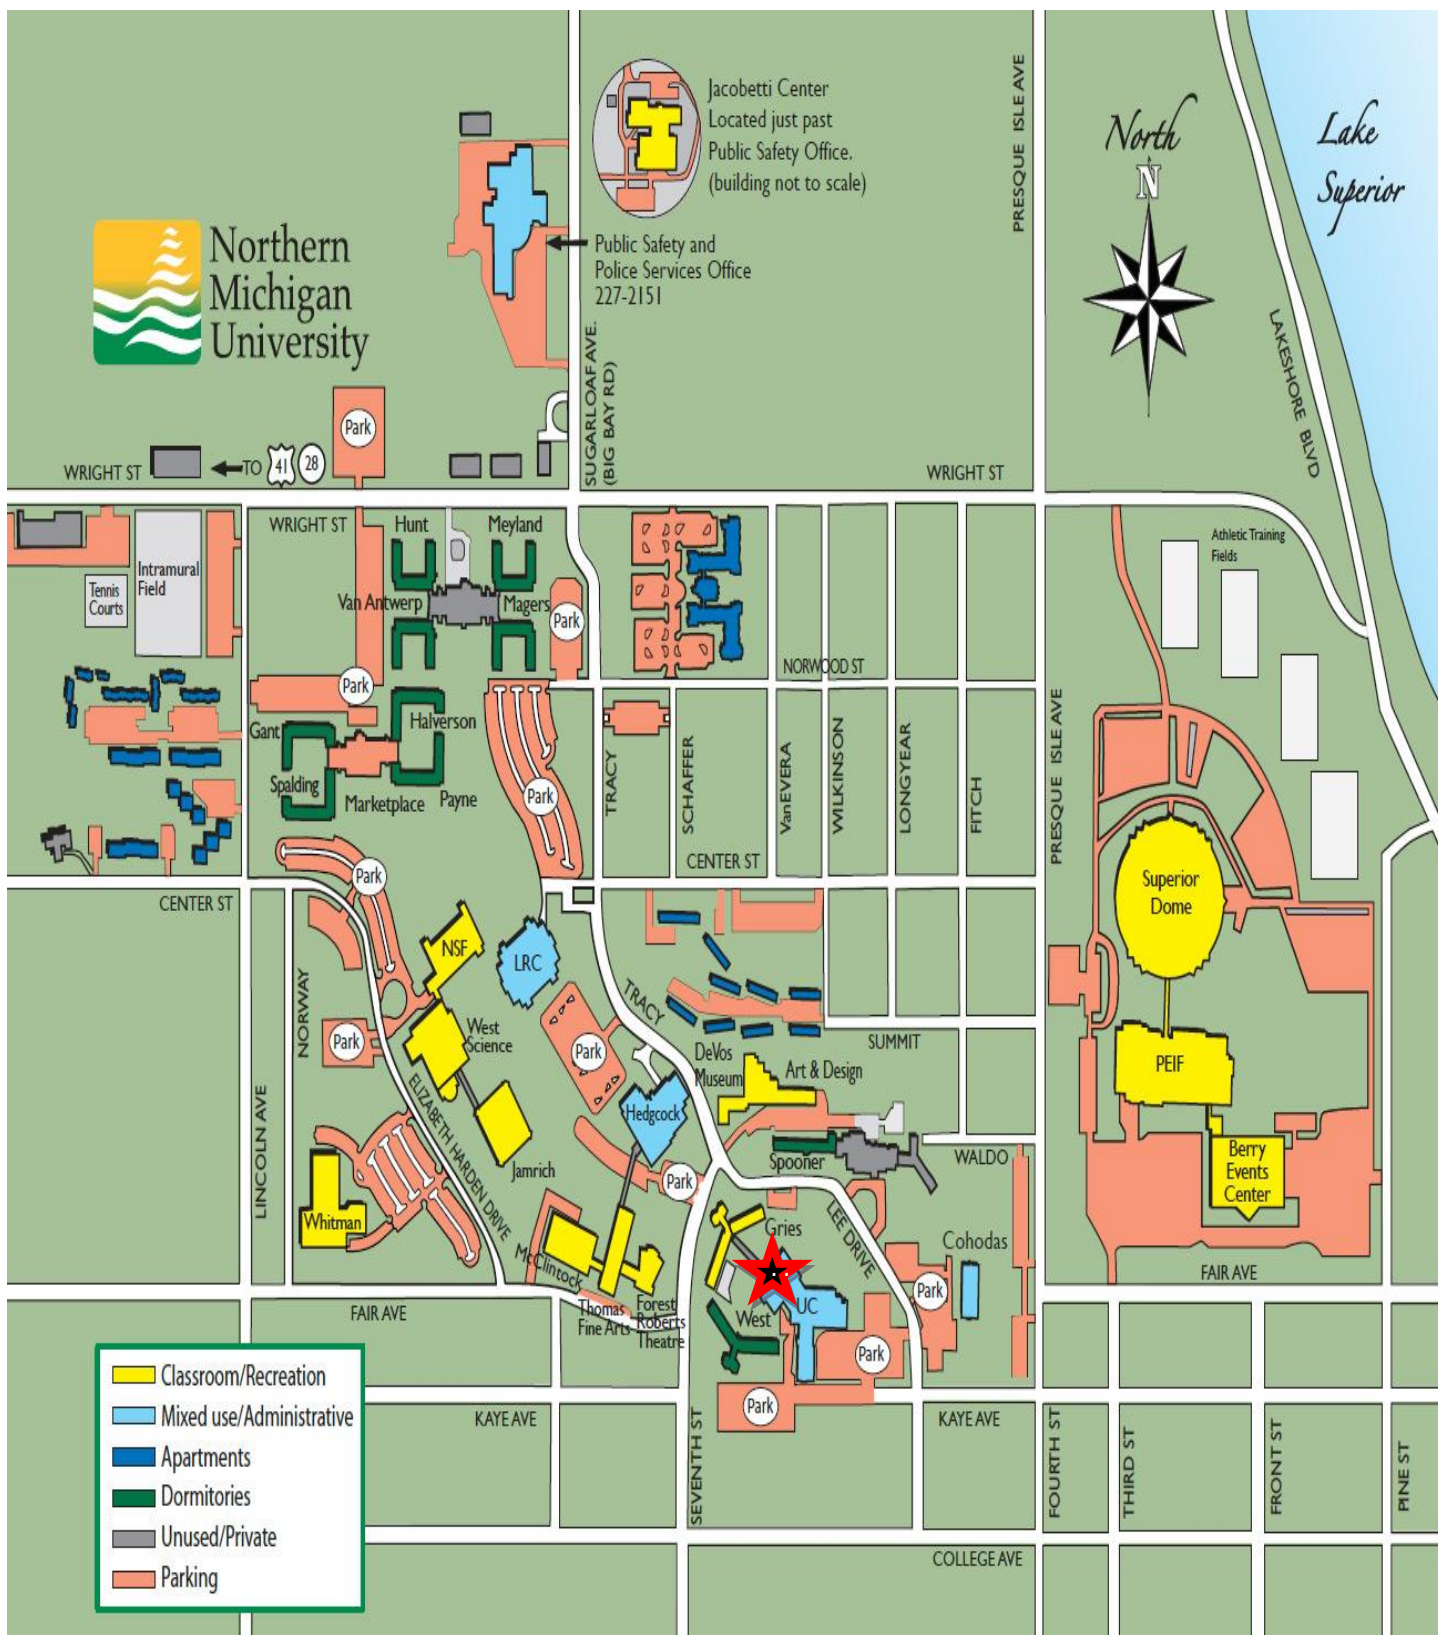 Jacobetti Center
Located just past
Public Safety Office.
(building not to scale)
PRESQUE ISLE AVE
North
N
Lake
Superior
Northern
Michigan
University
Public Safety and
Police Services Office
227-2151
SUGARLOAF AVE.
(BIG BAY RD)
LAKESHORE BLVD
Park
WRIGHT ST
TO
41
28
WRIGHT ST
WRIGHT ST
Hunt
Meyland
Athletic Training
Fields
Intramural
Field
Tennis
Courts
Van Antwerp
Magers
Park
NORWOOD ST
Park
Gant
Halverson
Spalding
Marketplace
Payne
Park
TRACY
SCHAFFER
VanEVERA
WILKINSON
LONGYEAR
FITCH
PRESQUE ISLE AVE
CENTER ST
Park
CENTER ST
Superior
Dome
NSF
LRC
NORWAY
TRACY
West
Science
Park
Park
SUMMIT
DeVos
Museum
Art & Design
PEIF
LINCOLN AVE
ELIZABETH HARDEN DRIVE
Hedgcock
Jamrich
Spooner
WALDO
Berry
Events
Center
Park
Whitman
Gries
LEE DRIVE
Cohodas
McClintock
FAIR AVE
Park
FAIR AVE
Thomas
Fine Arts
Forest
Roberts
Theatre
West
UC
Park
Park
Classroom/Recreation
Mixed use/Administrative
Apartments
Dormitories
Unused/Private
Parking
KAYE AVE
SEVENTH ST
KAYE AVE
FOURTH ST
THIRD ST
FRONT ST
PINE ST
COLLEGE AVE